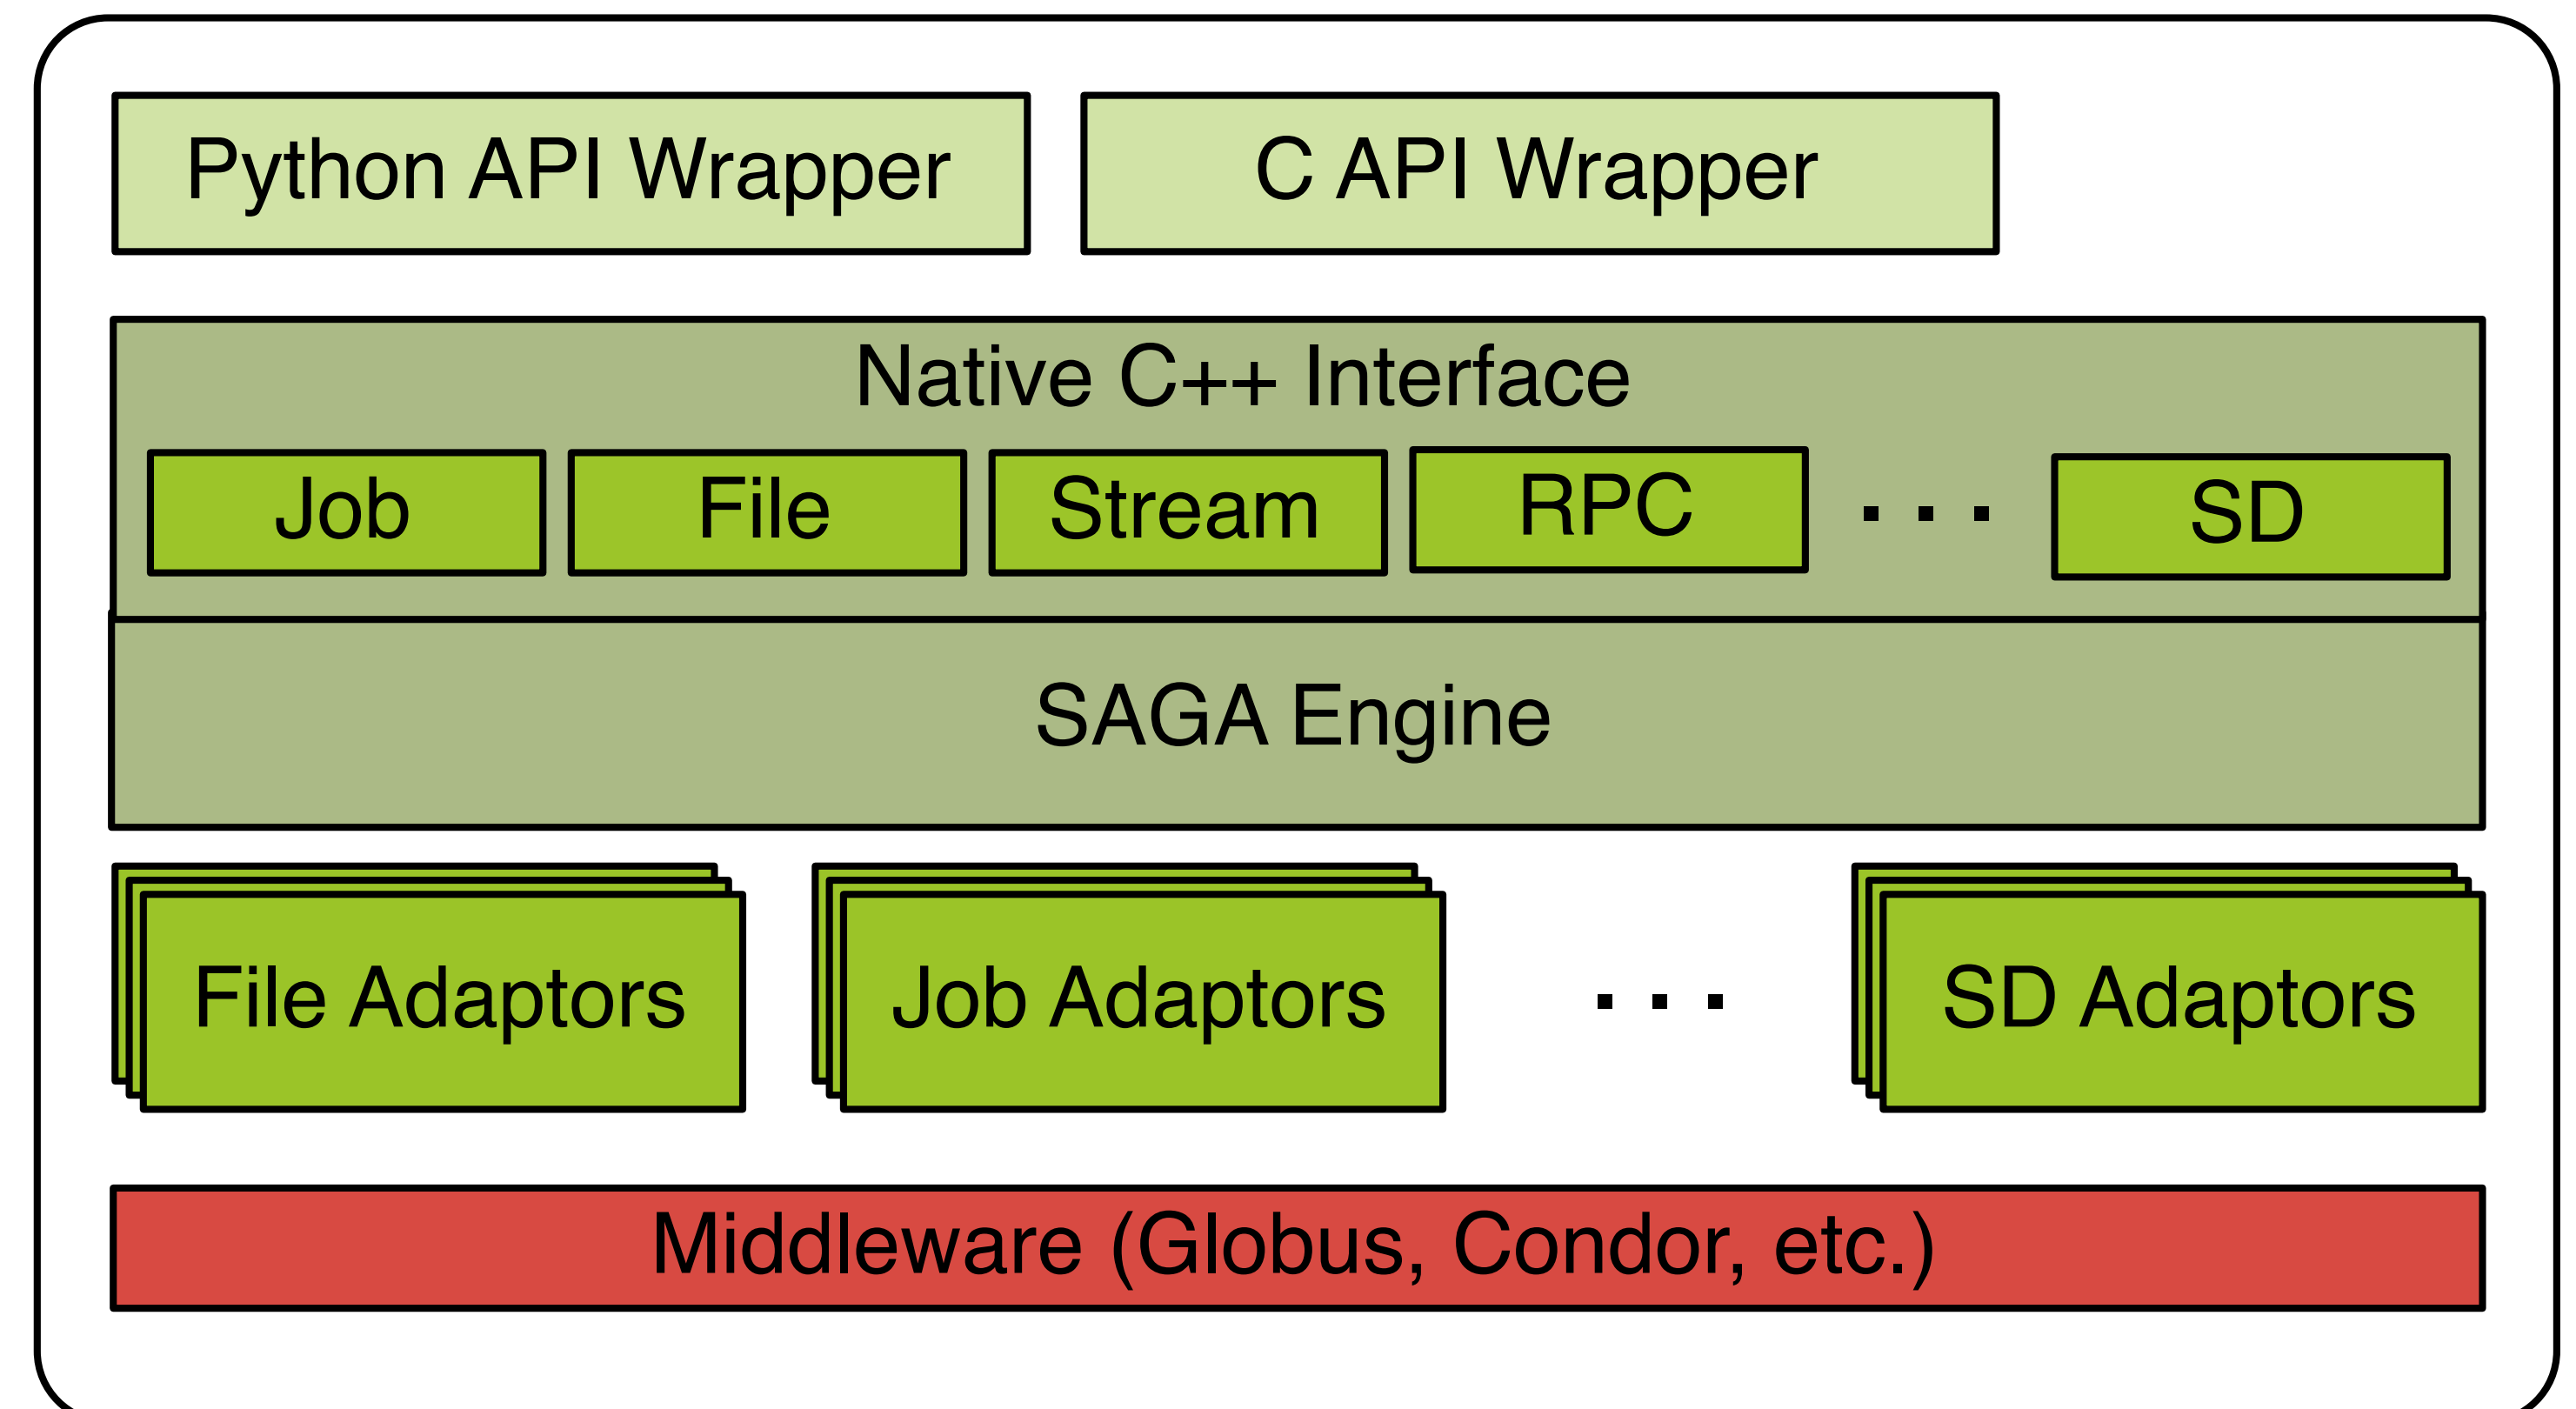 Python API Wrapper
C API Wrapper
Native C++ Interface
Job
File
Stream
RPC
. . .
SD
SAGA Engine
File Adaptors
Job Adaptors
. . .
SD Adaptors
Middleware (Globus, Condor, etc.)